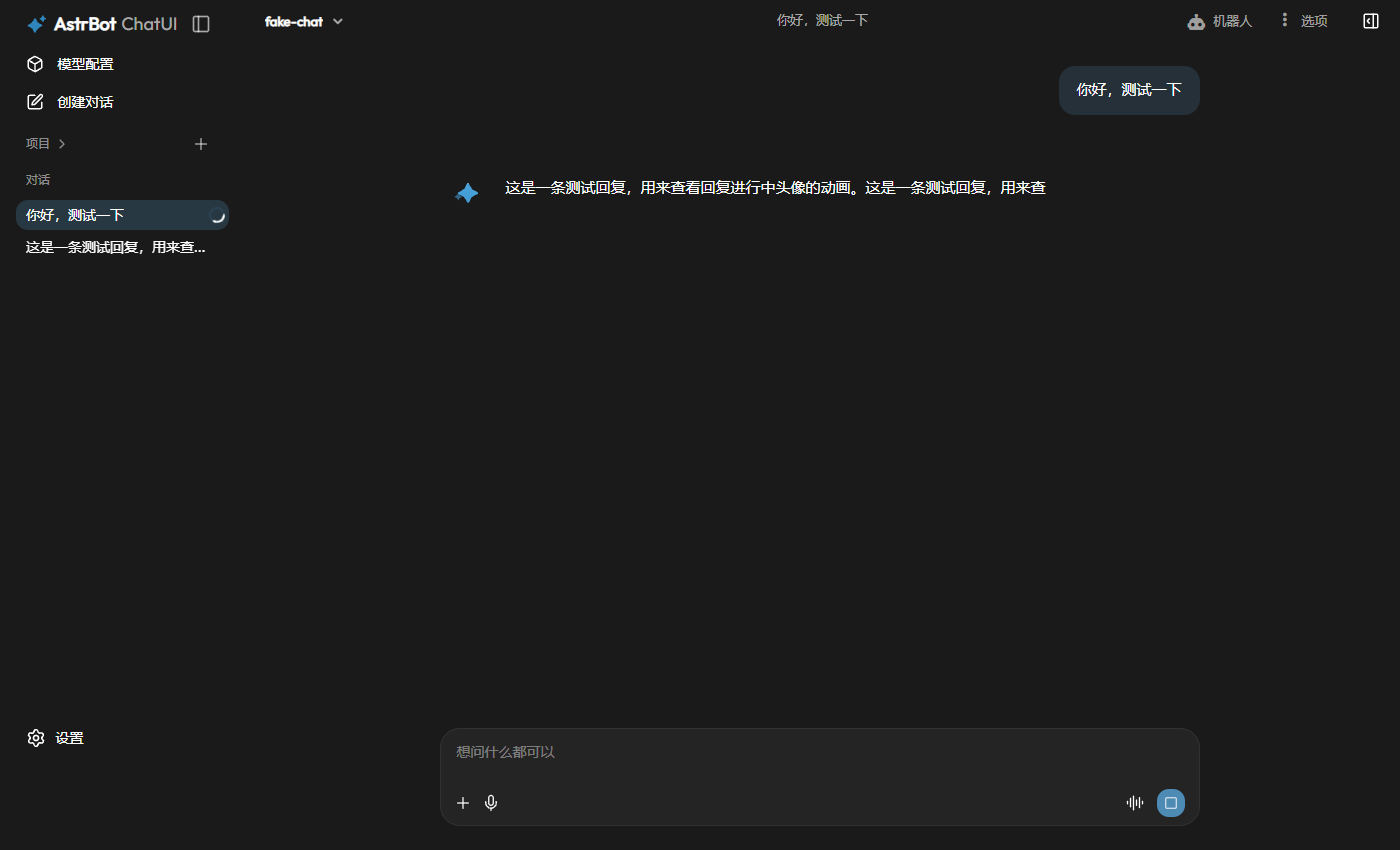 AstrBot ChatUI
fake-chat
你好，测试一下
机器人
选项
模型配置
创建对话
项目
对话
你好，测试一下
这是一条测试回复，用来查...
你好，测试一下
这是一条测试回复，用来查看回复进行中头像的动画。这是一条测试回复，用来查
设置
想问什么都可以